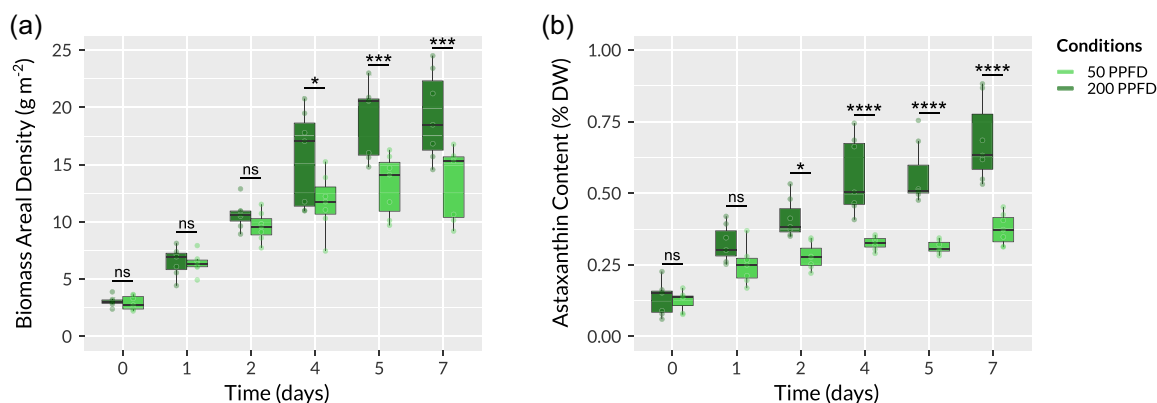 (a)
Biomass Areal Density (g m⁻²)
25
20
15
10
5
0
ns
ns
ns
*
***
***
0 1 2 4 5 7
Time (days)
(b)
Astaxanthin Content (% DW)
1.00
0.75
0.50
0.25
0.00
ns
ns
*
****
****
****
0 1 2 4 5 7
Time (days)
Conditions
50 PPFD
200 PPFD